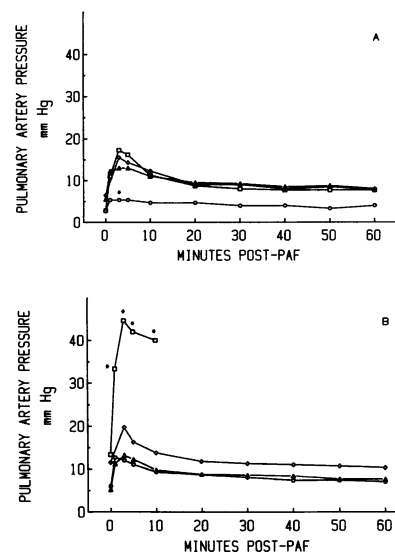 A
PULMONARY ARTERY PRESSURE
mm Hg
40
30
20
10
0
0 10 20 30 40 50 60
MINUTES POST-PAF
B
PULMONARY ARTERY PRESSURE
mm Hg
40
30
20
10
0
0 10 20 30 40 50 60
MINUTES POST-PAF